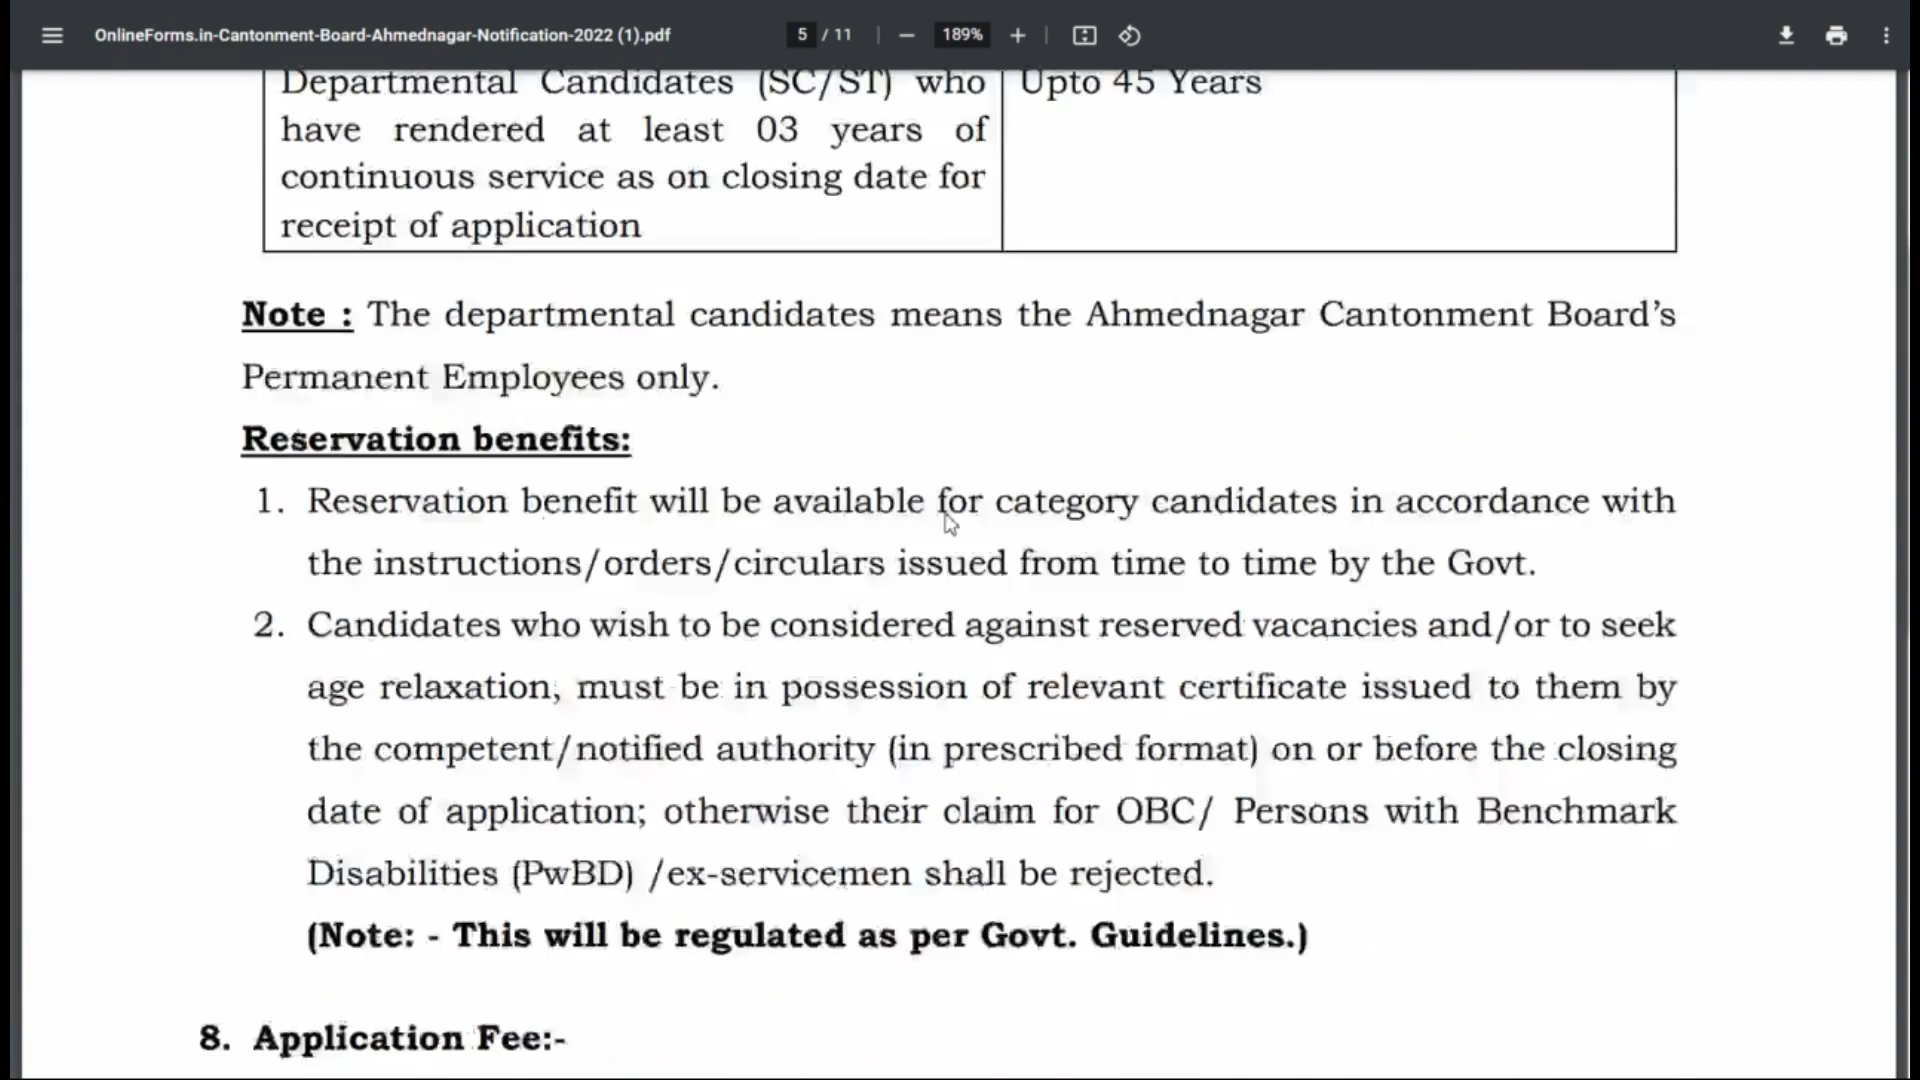 OnlineForms.in-Cantonment-Board-Ahmednagar-Notification-2022 (1).pdf
5 / 11
189%
Departmental Candidates (SC/ST) who
have rendered at least 03 years of
continuous service as on closing date for
receipt of application
Upto 45 Years
Note : The departmental candidates means the Ahmednagar Cantonment Board's
Permanent Employees only.
Reservation benefits:
1. Reservation benefit will be available for category candidates in accordance with
the instructions/orders/circulars issued from time to time by the Govt.
2. Candidates who wish to be considered against reserved vacancies and/or to seek
age relaxation, must be in possession of relevant certificate issued to them by
the competent/notified authority (in prescribed format) on or before the closing
date of application; otherwise their claim for OBC/ Persons with Benchmark
Disabilities (PwBD) /ex-servicemen shall be rejected.
(Note: - This will be regulated as per Govt. Guidelines.)
8. Application Fee:-